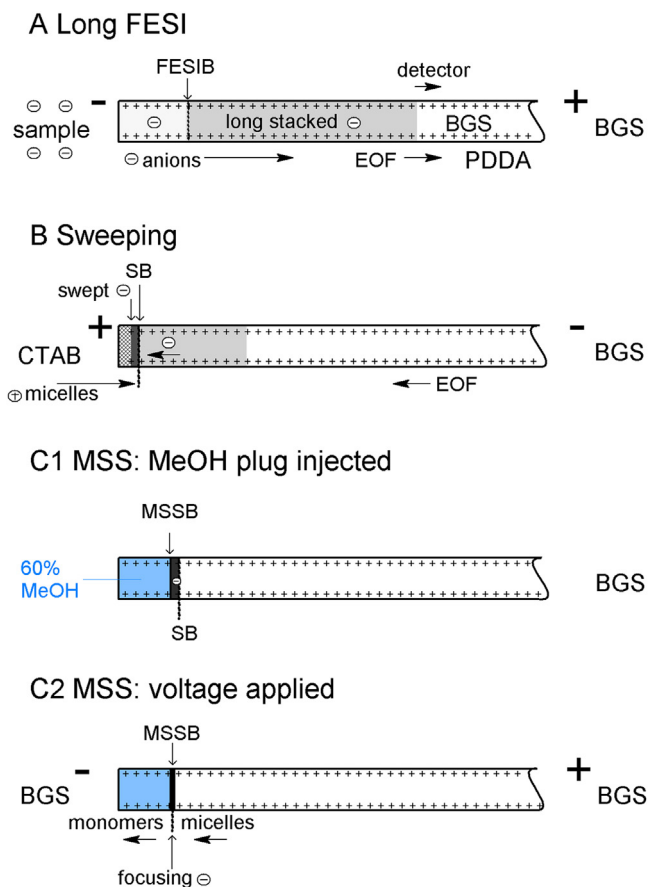 A Long FESI
FESIB
detector
⊖ ⊖ - +
sample ⊖ long stacked ⊖ BGS BGS
⊖ ⊖
⊖ anions EOF PDDA
B Sweeping
SB
swept ⊖
+ ⊖ -
CTAB BGS
⊕ micelles EOF
C1 MSS: MeOH plug injected
MSSB
60%
MeOH ⊖ BGS
SB
C2 MSS: voltage applied
MSSB
- +
BGS BGS
monomers micelles
focusing ⊖